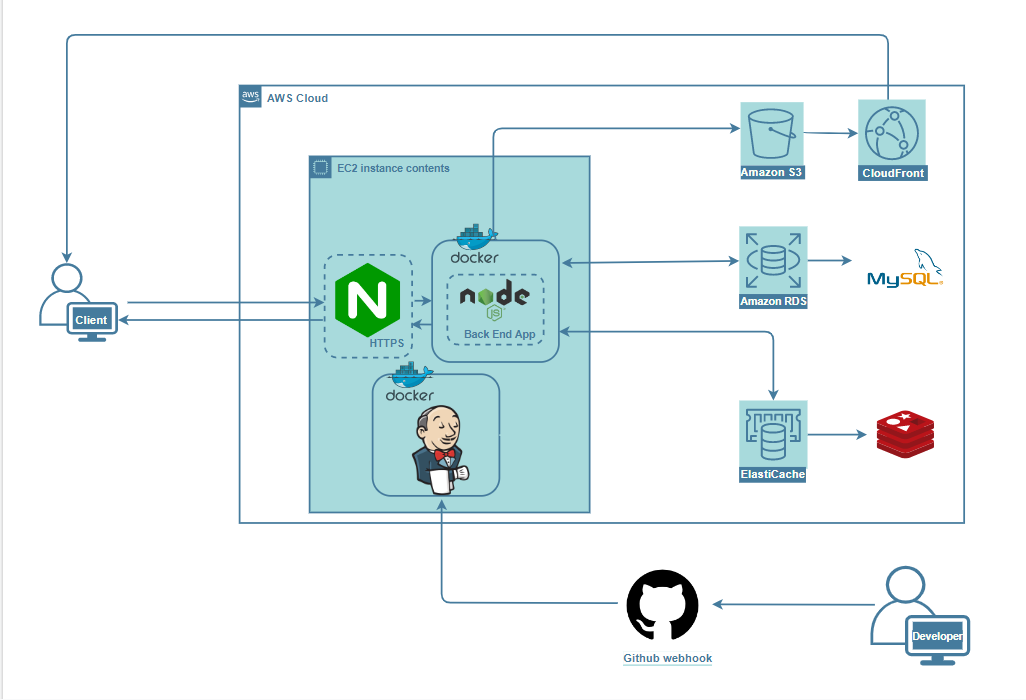 aws
AWS Cloud
EC2 instance contents
Amazon S3
CloudFront
docker
node
JS
Back End App
N
HTTPS
Amazon RDS
MySQL
Client
docker
ElastiCache
Github webhook
Developer